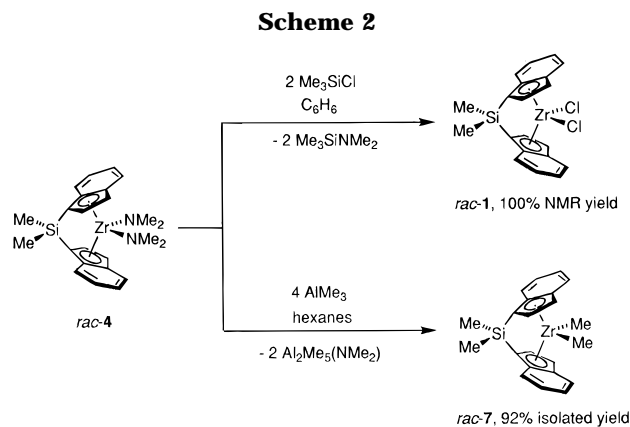 Scheme 2
2 Me3SiCl
C6H6
- 2 Me3SiNMe2
Me
Me
Si
Zr
Cl
Cl
rac-1, 100% NMR yield
Me
Me
Si
Zr
NMe2
NMe2
rac-4
4 AlMe3
hexanes
- 2 Al2Me5(NMe2)
Me
Me
Si
Zr
Me
Me
rac-7, 92% isolated yield